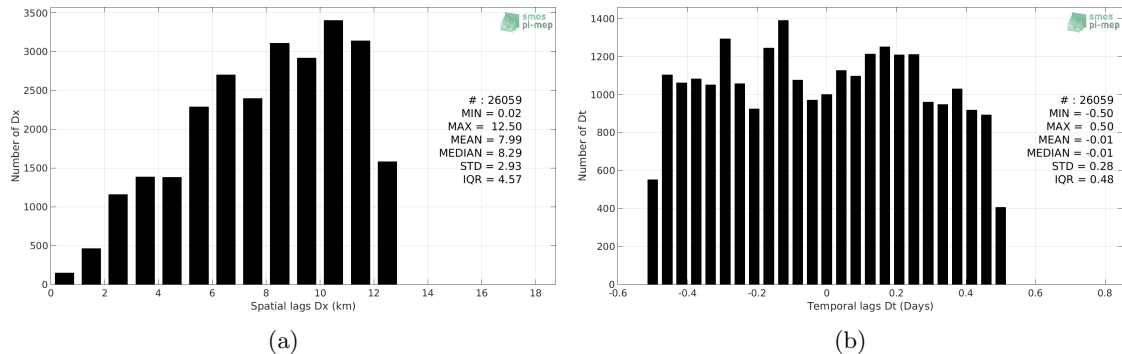 smos
pi-mep
3500
3000
2500
2000
1500
1000
500
0
Number of Dx
# : 26059
MIN = 0.02
MAX = 12.50
MEAN = 7.99
MEDIAN = 8.29
STD = 2.93
IQR = 4.57
0 2 4 6 8 10 12 14 16 18
Spatial lags Dx (km)
(a)
smos
pi-mep
1400
1200
1000
800
600
400
200
0
Number of Dt
# : 26059
MIN = -0.50
MAX = 0.50
MEAN = -0.01
MEDIAN = -0.01
STD = 0.28
IQR = 0.48
-0.6 -0.4 -0.2 0 0.2 0.4 0.6 0.8
Temporal lags Dt (Days)
(b)